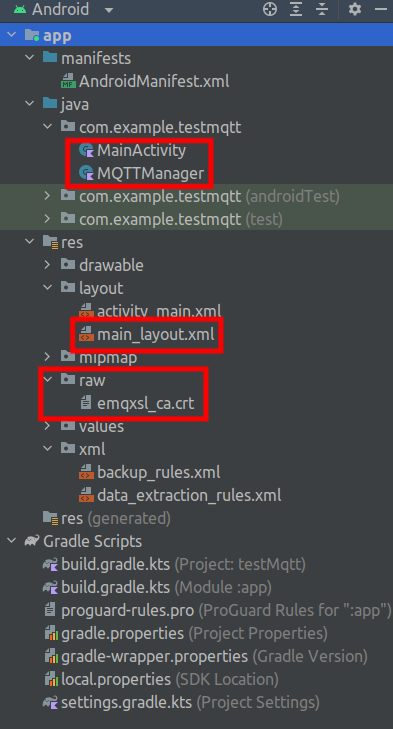 Android
app
manifests
AndroidManifest.xml
java
com.example.testmqtt
MainActivity
MQTTManager
com.example.testmqtt (androidTest)
com.example.testmqtt (test)
res
drawable
layout
activity_main.xml
main_layout.xml
mipmap
raw
emqxsl_ca.crt
values
xml
backup_rules.xml
data_extraction_rules.xml
res (generated)
Gradle Scripts
build.gradle.kts (Project: testMqtt)
build.gradle.kts (Module :app)
proguard-rules.pro (ProGuard Rules for ":app")
gradle.properties (Project Properties)
gradle-wrapper.properties (Gradle Version)
local.properties (SDK Location)
settings.gradle.kts (Project Settings)